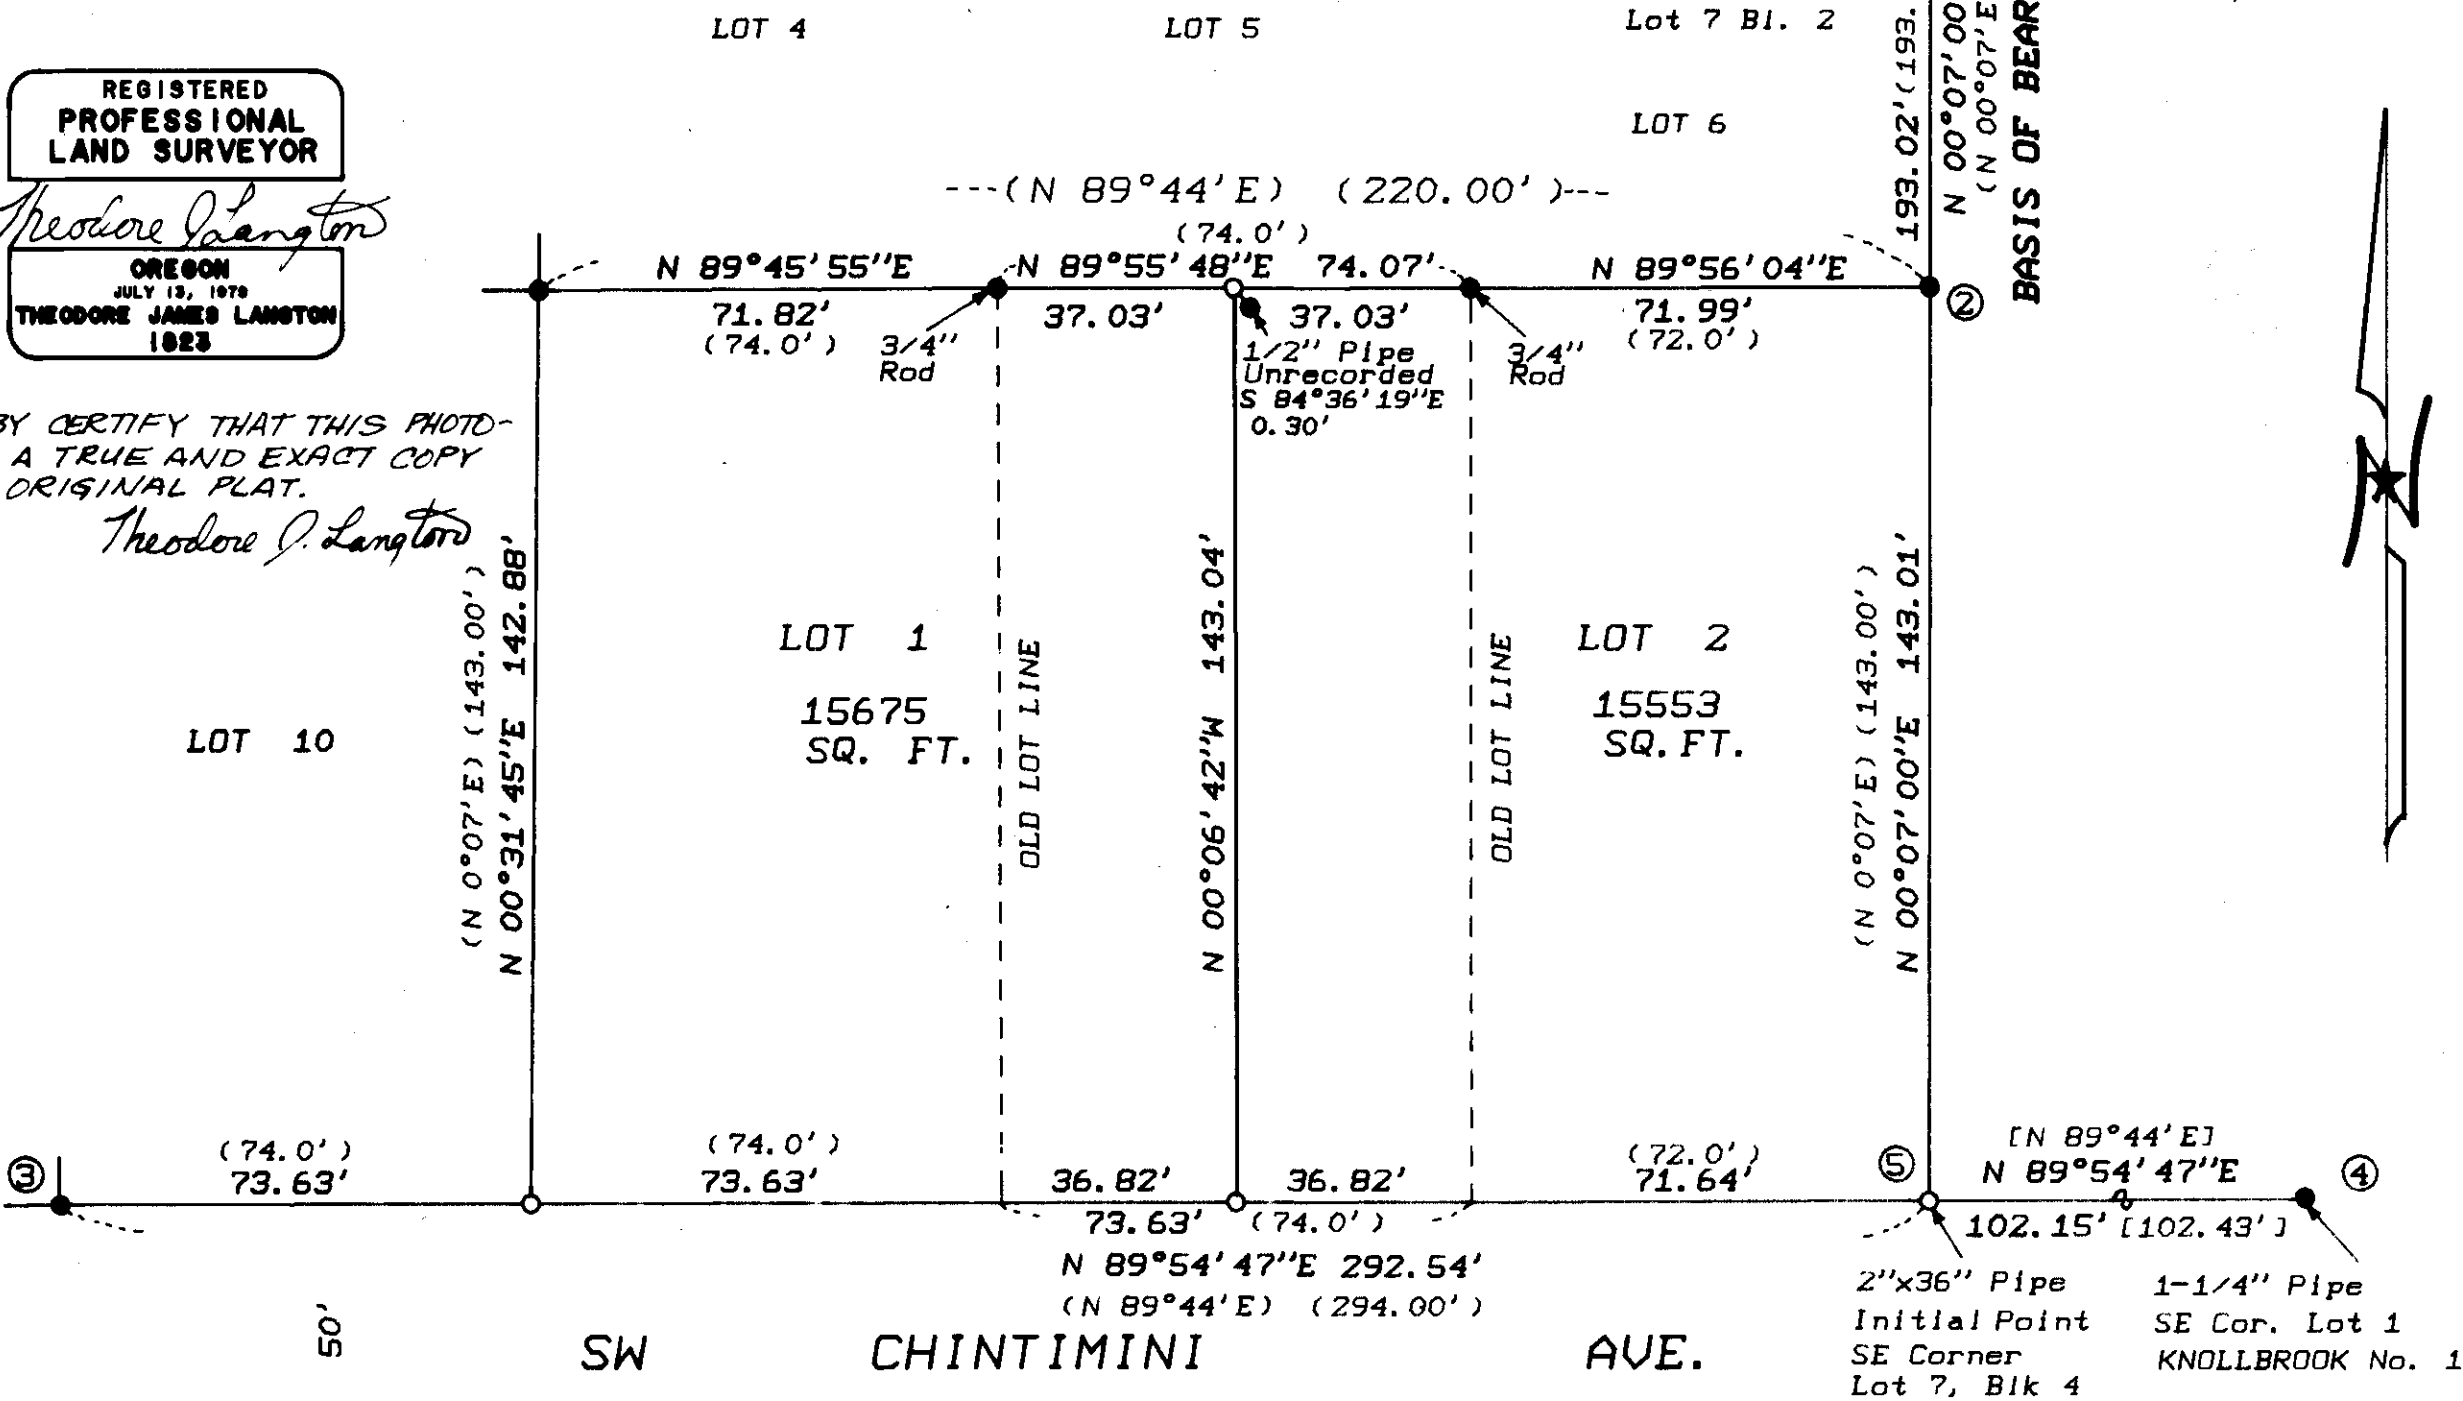 LOT 4
LOT 5
Lot 7 Bl. 2
LOT 6
193.02'(193.
N 00°07'00
(N 00°07'E
BASIS OF BEAR
REGISTERED
PROFESSIONAL
LAND SURVEYOR
Theodore J Langton
OREGON
JULY 13, 1979
THEODORE JAMES LANGTON
1823
BY CERTIFY THAT THIS PHOTO-
A TRUE AND EXACT COPY
ORIGINAL PLAT.
Theodore J. Langton
---(N 89°44'E) (220.00')---
(74.0')
N 89°45'55"E
N 89°55'48"E 74.07'
N 89°56'04"E
71.82'
(74.0')
3/4"
Rod
37.03'
37.03'
1/2" Pipe
Unrecorded
S 84°36'19"E
0.30'
3/4"
Rod
71.99'
(72.0')
②
(N 0°07'E) (143.00')
N 00°31'45"E 142.88'
LOT 1
15675
SQ. FT.
OLD LOT LINE
N 00°06'42"W 143.04'
OLD LOT LINE
LOT 2
15553
SQ. FT.
(N 0°07'E) (143.00')
N 00°07'00"E 143.01'
LOT 10
③
(74.0')
73.63'
(74.0')
73.63'
36.82'
36.82'
(72.0')
71.64'
⑤
[N 89°44'E]
N 89°54'47"E
④
73.63' (74.0')
102.15' [102.43']
N 89°54'47"E 292.54'
(N 89°44'E) (294.00')
2"x36" Pipe
Initial Point
SE Corner
Lot 7, Blk 4
1-1/4" Pipe
SE Cor. Lot 1
KNOLLBROOK No. 1
50'
SW CHINTIMINI AVE.
N